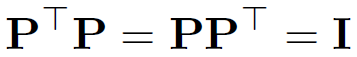 P⊤P = PP⊤ = I